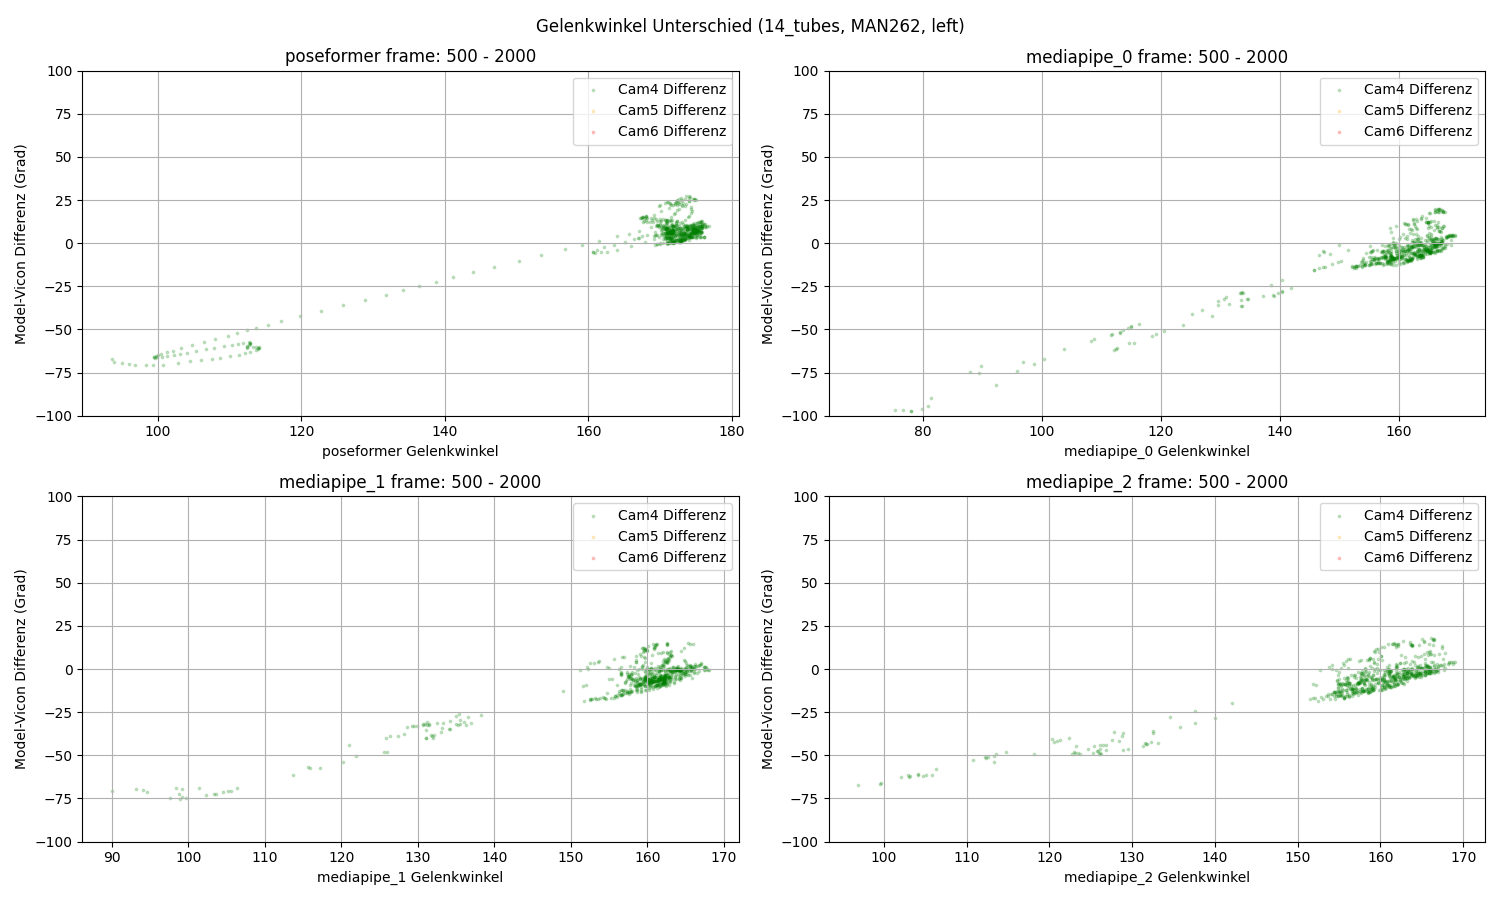 Gelenkwinkel Unterschied (14_tubes, MAN262, left)
poseformer frame: 500 - 2000
100
75
50
25
0
−25
−50
−75
−100
Model-Vicon Differenz (Grad)
Cam4 Differenz
Cam5 Differenz
Cam6 Differenz
100 120 140 160 180
poseformer Gelenkwinkel
mediapipe_0 frame: 500 - 2000
100
75
50
25
0
−25
−50
−75
−100
Model-Vicon Differenz (Grad)
Cam4 Differenz
Cam5 Differenz
Cam6 Differenz
80 100 120 140 160
mediapipe_0 Gelenkwinkel
mediapipe_1 frame: 500 - 2000
100
75
50
25
0
−25
−50
−75
−100
Model-Vicon Differenz (Grad)
Cam4 Differenz
Cam5 Differenz
Cam6 Differenz
90 100 110 120 130 140 150 160 170
mediapipe_1 Gelenkwinkel
mediapipe_2 frame: 500 - 2000
100
75
50
25
0
−25
−50
−75
−100
Model-Vicon Differenz (Grad)
Cam4 Differenz
Cam5 Differenz
Cam6 Differenz
100 110 120 130 140 150 160 170
mediapipe_2 Gelenkwinkel